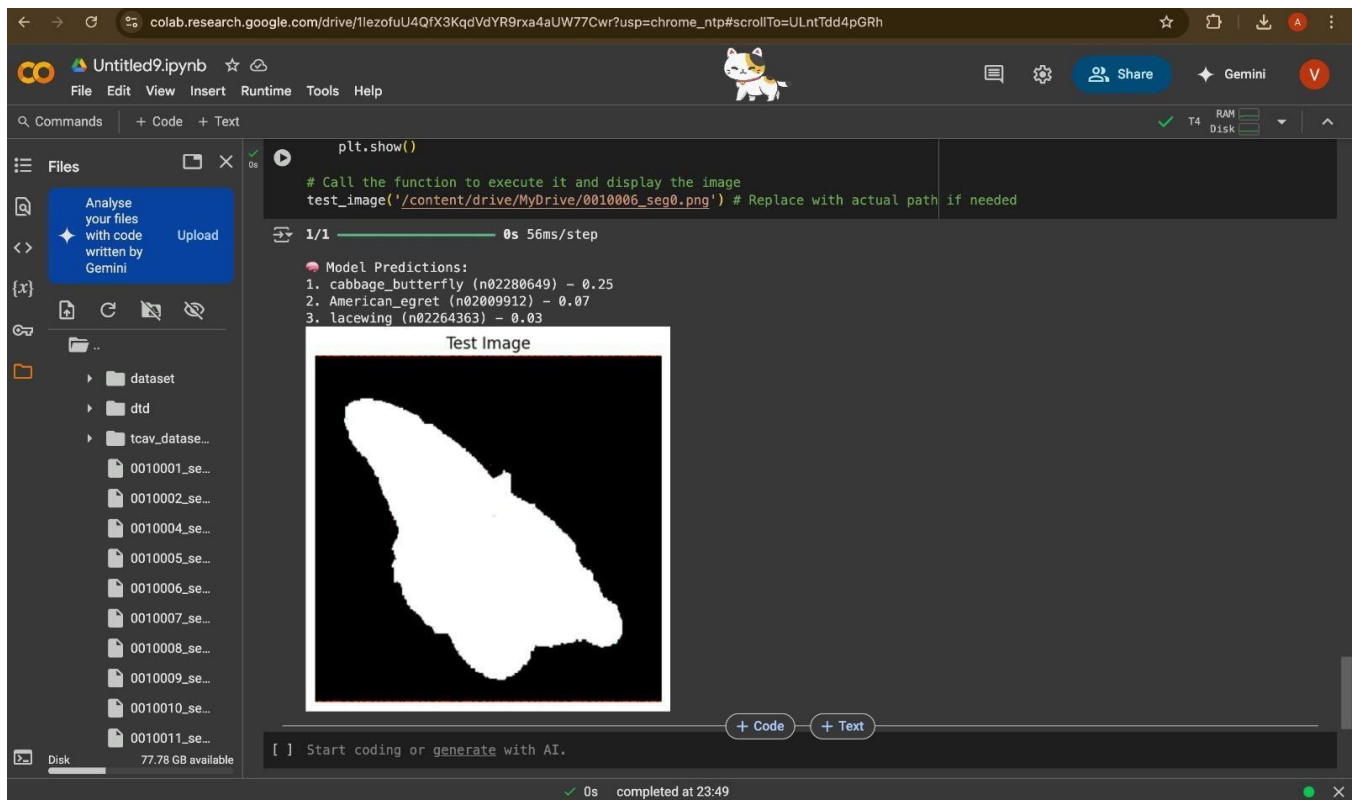 colab.research.google.com/drive/1lezofuU4QfX3KqdVdYR9rxa4aUW77Cwr?usp=chrome_ntp#scrollTo=ULntTdd4pGRh
A
CO
Untitled9.ipynb
File Edit View Insert Runtime Tools Help
Share
Gemini
V
Commands + Code + Text
T4 RAM
Disk
Files
Analyse
your files
with code
written by
Gemini
Upload
{x}
..
dataset
dtd
tcav_datase...
0010001_se...
0010002_se...
0010004_se...
0010005_se...
0010006_se...
0010007_se...
0010008_se...
0010009_se...
0010010_se...
0010011_se...
Disk 77.78 GB available
0s
plt.show()
# Call the function to execute it and display the image
test_image('/content/drive/MyDrive/0010006_seg0.png') # Replace with actual path if needed
1/1 0s 56ms/step
🧠 Model Predictions:
1. cabbage_butterfly (n02280649) – 0.25
2. American_egret (n02009912) – 0.07
3. lacewing (n02264363) – 0.03
Test Image
+ Code + Text
[ ] Start coding or generate with AI.
0s completed at 23:49